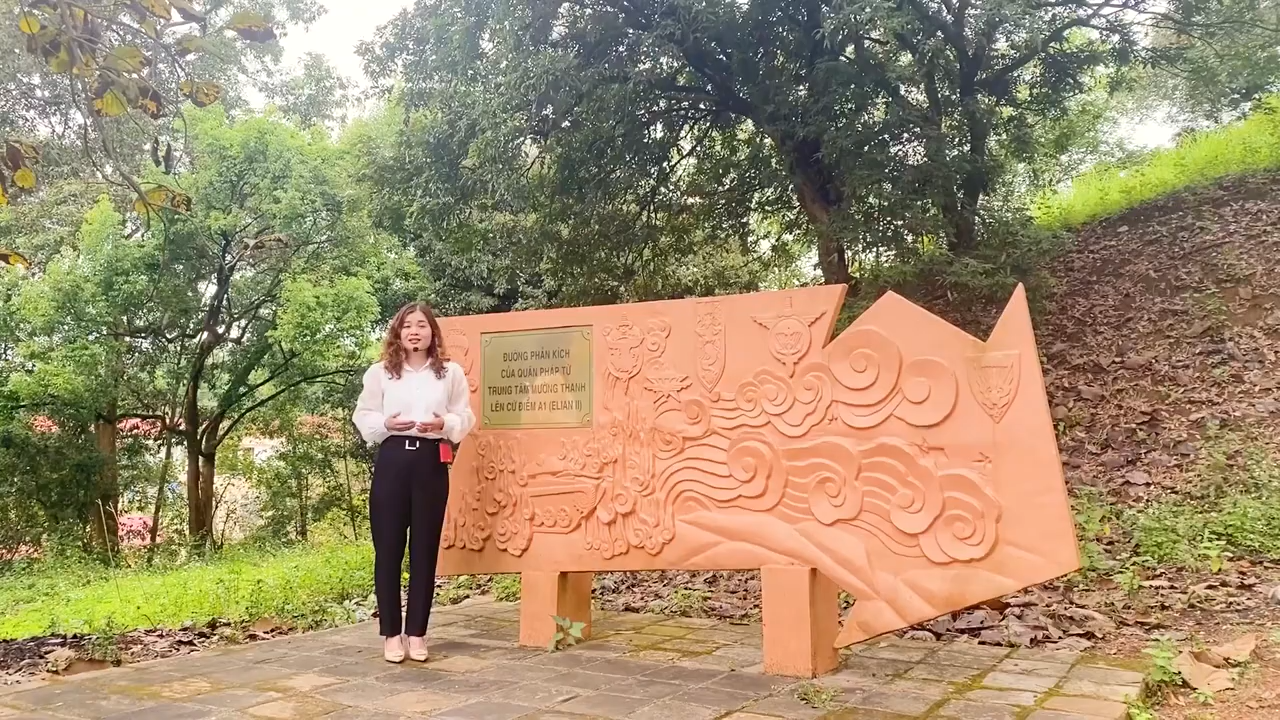 ĐƯỜNG PHẢN KÍCH
CỦA QUÂN PHÁP TỪ
TRUNG TÂM MƯỜNG THANH
LÊN CỨ ĐIỂM A1 (ELIAN II)